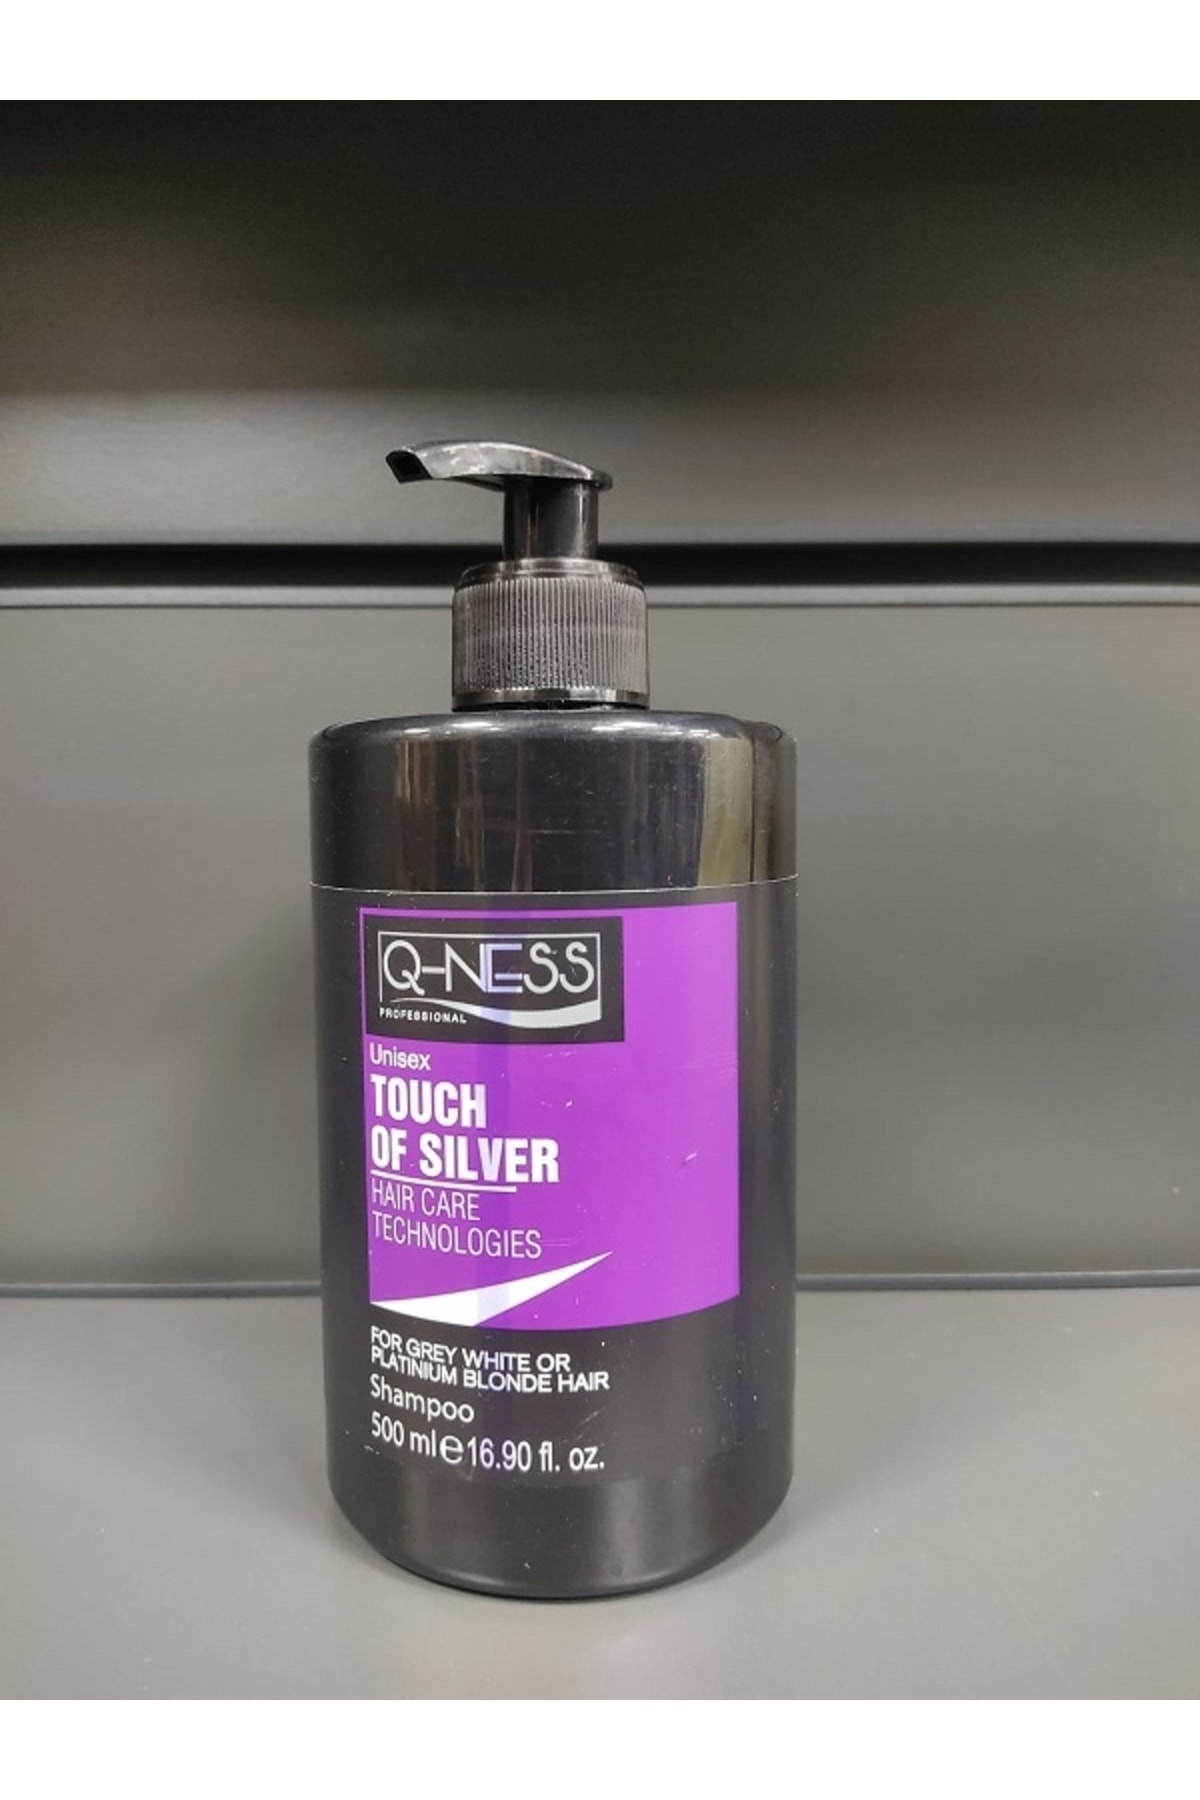 Q-NESS
PROFESSIONAL
Unisex
TOUCH
OF SILVER
HAIR CARE
TECHNOLOGIES
FOR GREY WHITE OR
PLATINIUM BLONDE HAIR
Shampoo
500 ml e 16.90 fl. oz.